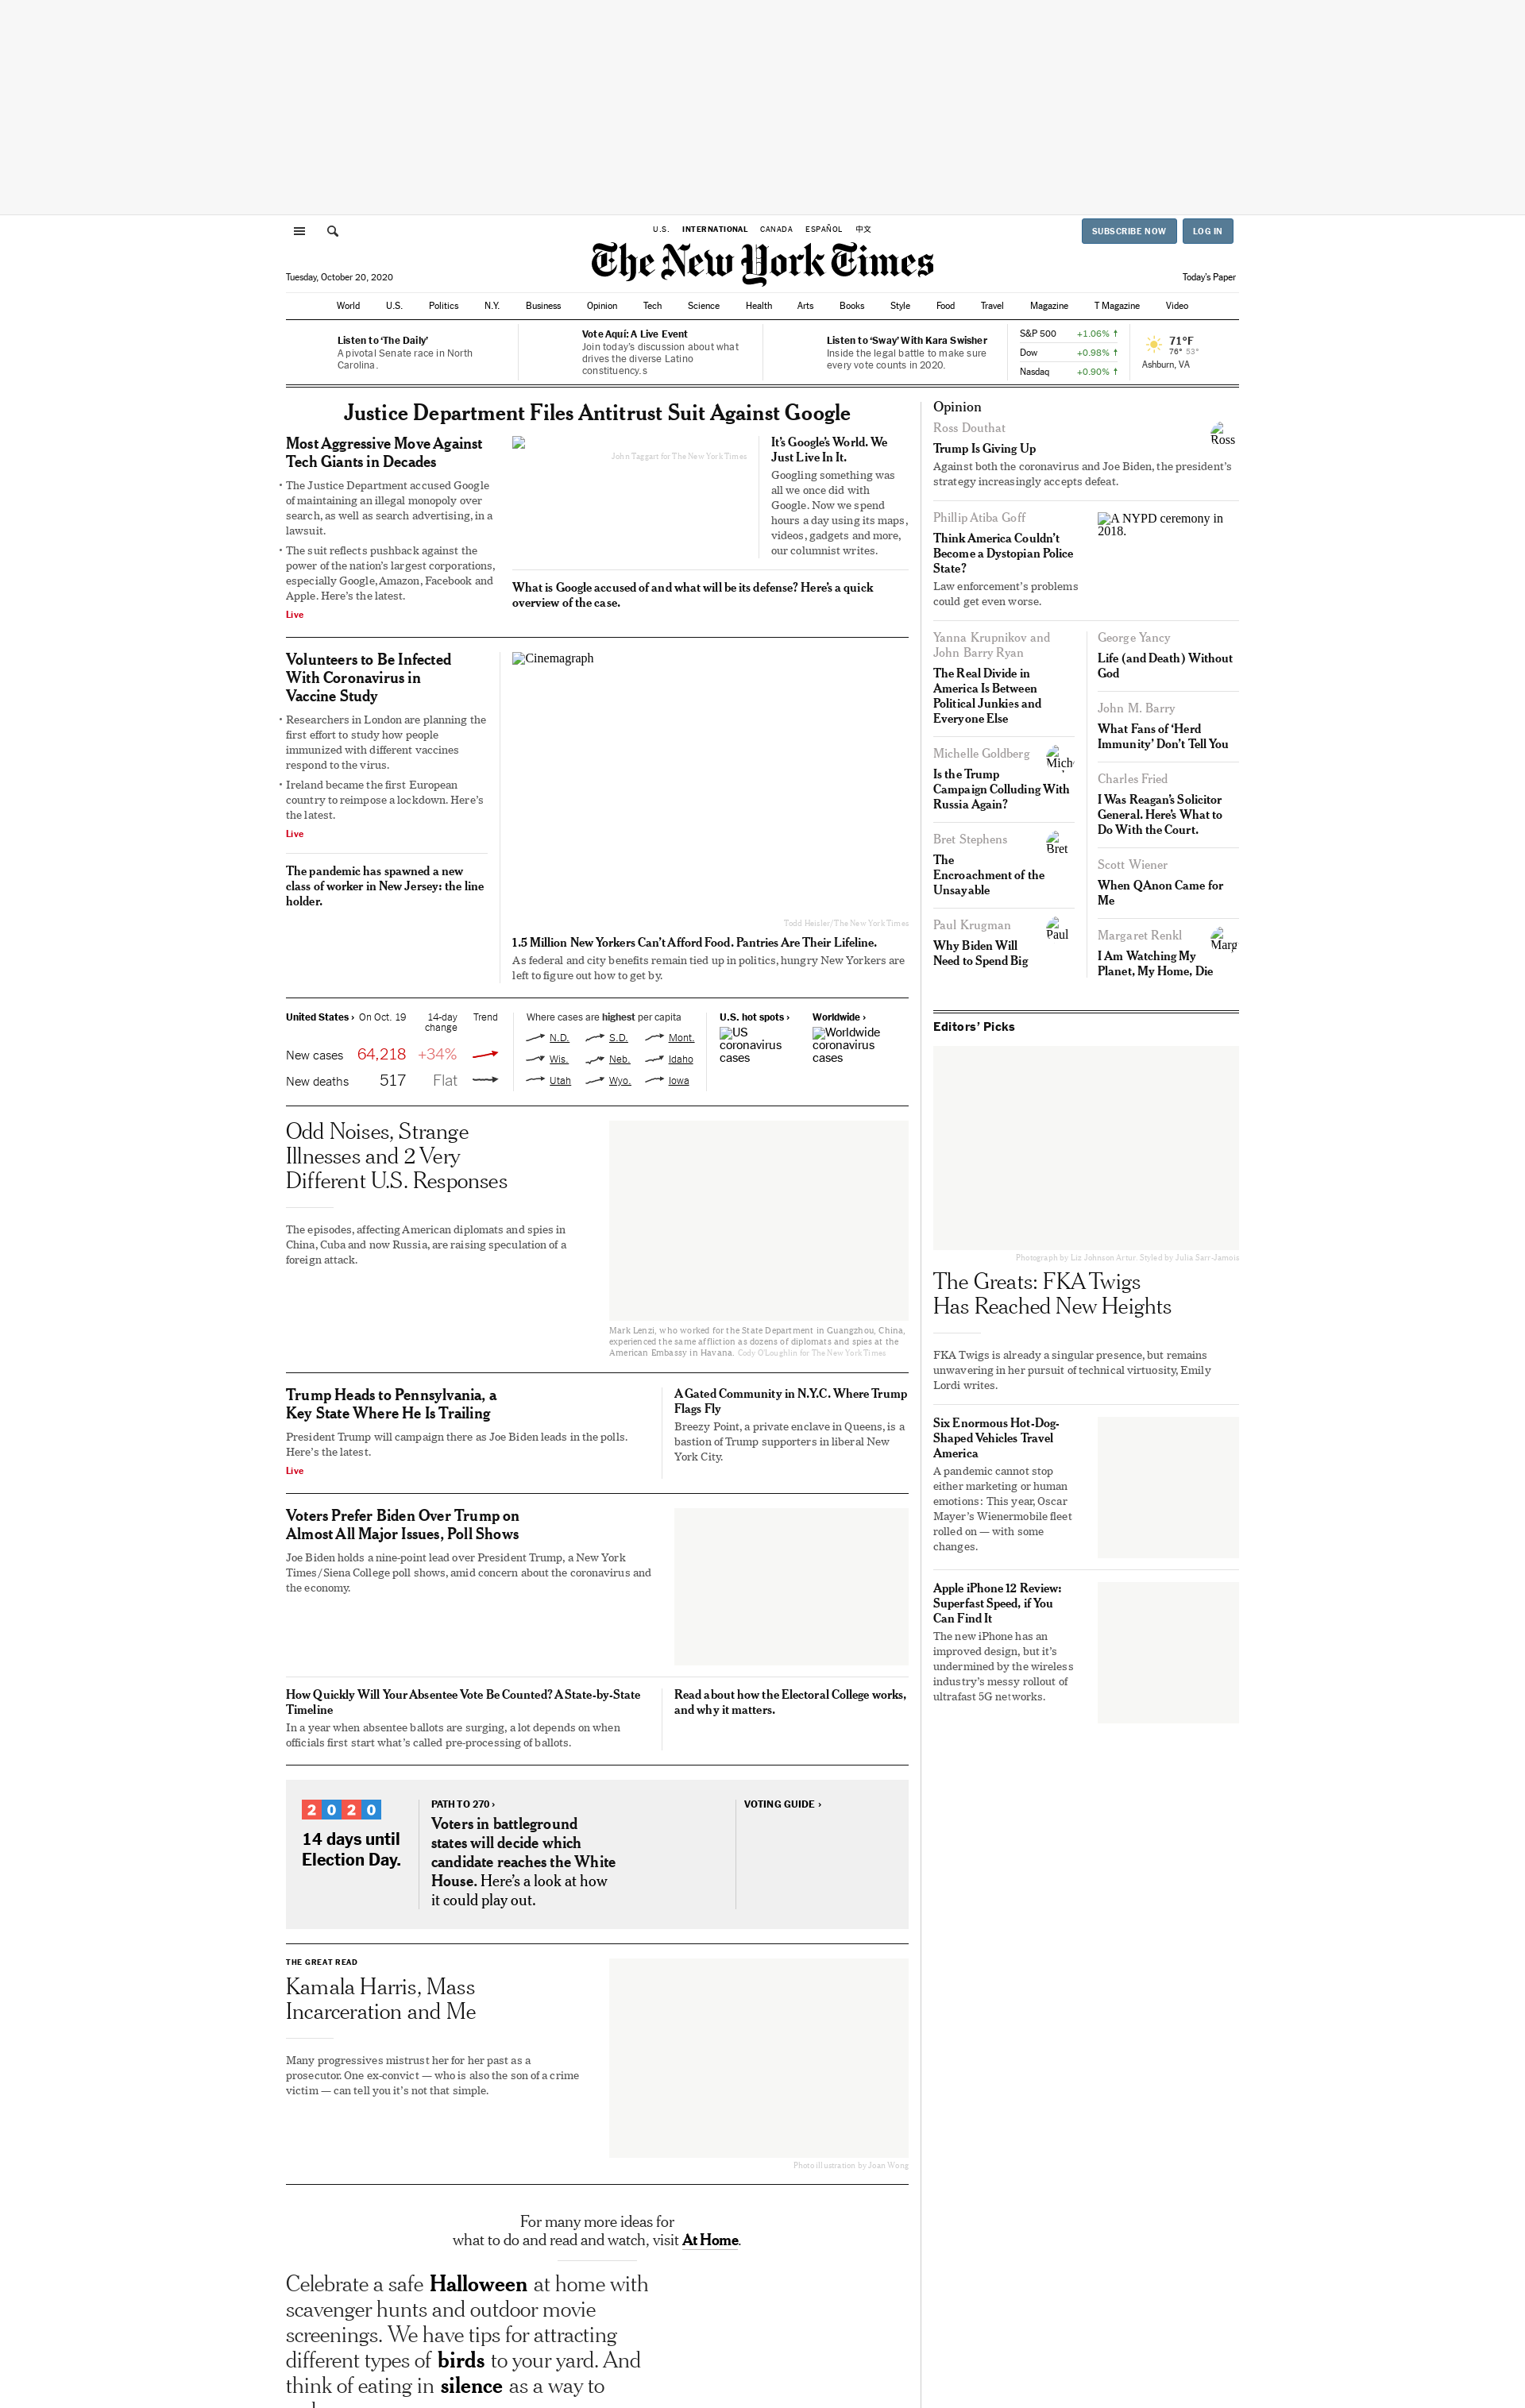 U.S. INTERNATIONAL CANADA ESPAÑOL 中文
SUBSCRIBE NOW
LOG IN
The New York Times
Tuesday, October 20, 2020
Today's Paper
World U.S. Politics N.Y. Business Opinion Tech Science Health Arts Books Style Food Travel Magazine T Magazine Video
Listen to ‘The Daily’
A pivotal Senate race in North
Carolina.
Vote Aquí: A Live Event
Join today’s discussion about what
drives the diverse Latino
constituency.s
Listen to ‘Sway’ With Kara Swisher
Inside the legal battle to make sure
every vote counts in 2020.
S&P 500 +1.06% ↑
Dow +0.98% ↑
Nasdaq +0.90% ↑
71°F
76° 53°
Ashburn, VA
Justice Department Files Antitrust Suit Against Google
Most Aggressive Move Against
Tech Giants in Decades
• The Justice Department accused Google
of maintaining an illegal monopoly over
search, as well as search advertising, in a
lawsuit.
• The suit reflects pushback against the
power of the nation’s largest corporations,
especially Google, Amazon, Facebook and
Apple. Here’s the latest.
Live
John Taggart for The New York Times
It’s Google’s World. We
Just Live In It.
Googling something was
all we once did with
Google. Now we spend
hours a day using its maps,
videos, gadgets and more,
our columnist writes.
What is Google accused of and what will be its defense? Here’s a quick
overview of the case.
Volunteers to Be Infected
With Coronavirus in
Vaccine Study
• Researchers in London are planning the
first effort to study how people
immunized with different vaccines
respond to the virus.
• Ireland became the first European
country to reimpose a lockdown. Here’s
the latest.
Live
The pandemic has spawned a new
class of worker in New Jersey: the line
holder.
Cinemagraph
Todd Heisler/The New York Times
1.5 Million New Yorkers Can’t Afford Food. Pantries Are Their Lifeline.
As federal and city benefits remain tied up in politics, hungry New Yorkers are
left to figure out how to get by.
United States › On Oct. 19 14-day
change Trend
New cases 64,218 +34%
New deaths 517 Flat
Where cases are highest per capita
N.D. S.D. Mont.
Wis. Neb. Idaho
Utah Wyo. Iowa
U.S. hot spots ›
US
coronavirus
cases
Worldwide ›
Worldwide
coronavirus
cases
Odd Noises, Strange
Illnesses and 2 Very
Different U.S. Responses
The episodes, affecting American diplomats and spies in
China, Cuba and now Russia, are raising speculation of a
foreign attack.
Mark Lenzi, who worked for the State Department in Guangzhou, China,
experienced the same affliction as dozens of diplomats and spies at the
American Embassy in Havana. Cody O’Loughlin for The New York Times
Trump Heads to Pennsylvania, a
Key State Where He Is Trailing
President Trump will campaign there as Joe Biden leads in the polls.
Here’s the latest.
Live
A Gated Community in N.Y.C. Where Trump
Flags Fly
Breezy Point, a private enclave in Queens, is a
bastion of Trump supporters in liberal New
York City.
Voters Prefer Biden Over Trump on
Almost All Major Issues, Poll Shows
Joe Biden holds a nine-point lead over President Trump, a New York
Times/Siena College poll shows, amid concern about the coronavirus and
the economy.
How Quickly Will Your Absentee Vote Be Counted? A State-by-State
Timeline
In a year when absentee ballots are surging, a lot depends on when
officials first start what’s called pre-processing of ballots.
Read about how the Electoral College works,
and why it matters.
2020
14 days until
Election Day.
PATH TO 270 ›
Voters in battleground
states will decide which
candidate reaches the White
House. Here’s a look at how
it could play out.
VOTING GUIDE ›
THE GREAT READ
Kamala Harris, Mass
Incarceration and Me
Many progressives mistrust her for her past as a
prosecutor. One ex-convict — who is also the son of a crime
victim — can tell you it’s not that simple.
Photo illustration by Joan Wong
For many more ideas for
what to do and read and watch, visit At Home.
Celebrate a safe Halloween at home with
scavenger hunts and outdoor movie
screenings. We have tips for attracting
different types of birds to your yard. And
think of eating in silence as a way to
Opinion
Ross Douthat
Trump Is Giving Up
Against both the coronavirus and Joe Biden, the president’s
strategy increasingly accepts defeat.
Ross
Phillip Atiba Goff
Think America Couldn’t
Become a Dystopian Police
State?
Law enforcement’s problems
could get even worse.
A NYPD ceremony in
2018.
Yanna Krupnikov and
John Barry Ryan
The Real Divide in
America Is Between
Political Junkies and
Everyone Else
Michelle Goldberg
Is the Trump
Campaign Colluding With
Russia Again?
Bret Stephens
The
Encroachment of the
Unsayable
Bret
Paul Krugman
Why Biden Will
Need to Spend Big
Paul
George Yancy
Life (and Death) Without
God
John M. Barry
What Fans of ‘Herd
Immunity’ Don’t Tell You
Charles Fried
I Was Reagan’s Solicitor
General. Here’s What to
Do With the Court.
Scott Wiener
When QAnon Came for
Me
Margaret Renkl
I Am Watching My
Planet, My Home, Die
Editors’ Picks
Photograph by Liz Johnson Artur. Styled by Julia Sarr-Jamois
The Greats: FKA Twigs
Has Reached New Heights
FKA Twigs is already a singular presence, but remains
unwavering in her pursuit of technical virtuosity, Emily
Lordi writes.
Six Enormous Hot-Dog-
Shaped Vehicles Travel
America
A pandemic cannot stop
either marketing or human
emotions: This year, Oscar
Mayer’s Wienermobile fleet
rolled on — with some
changes.
Apple iPhone 12 Review:
Superfast Speed, if You
Can Find It
The new iPhone has an
improved design, but it’s
undermined by the wireless
industry’s messy rollout of
ultrafast 5G networks.